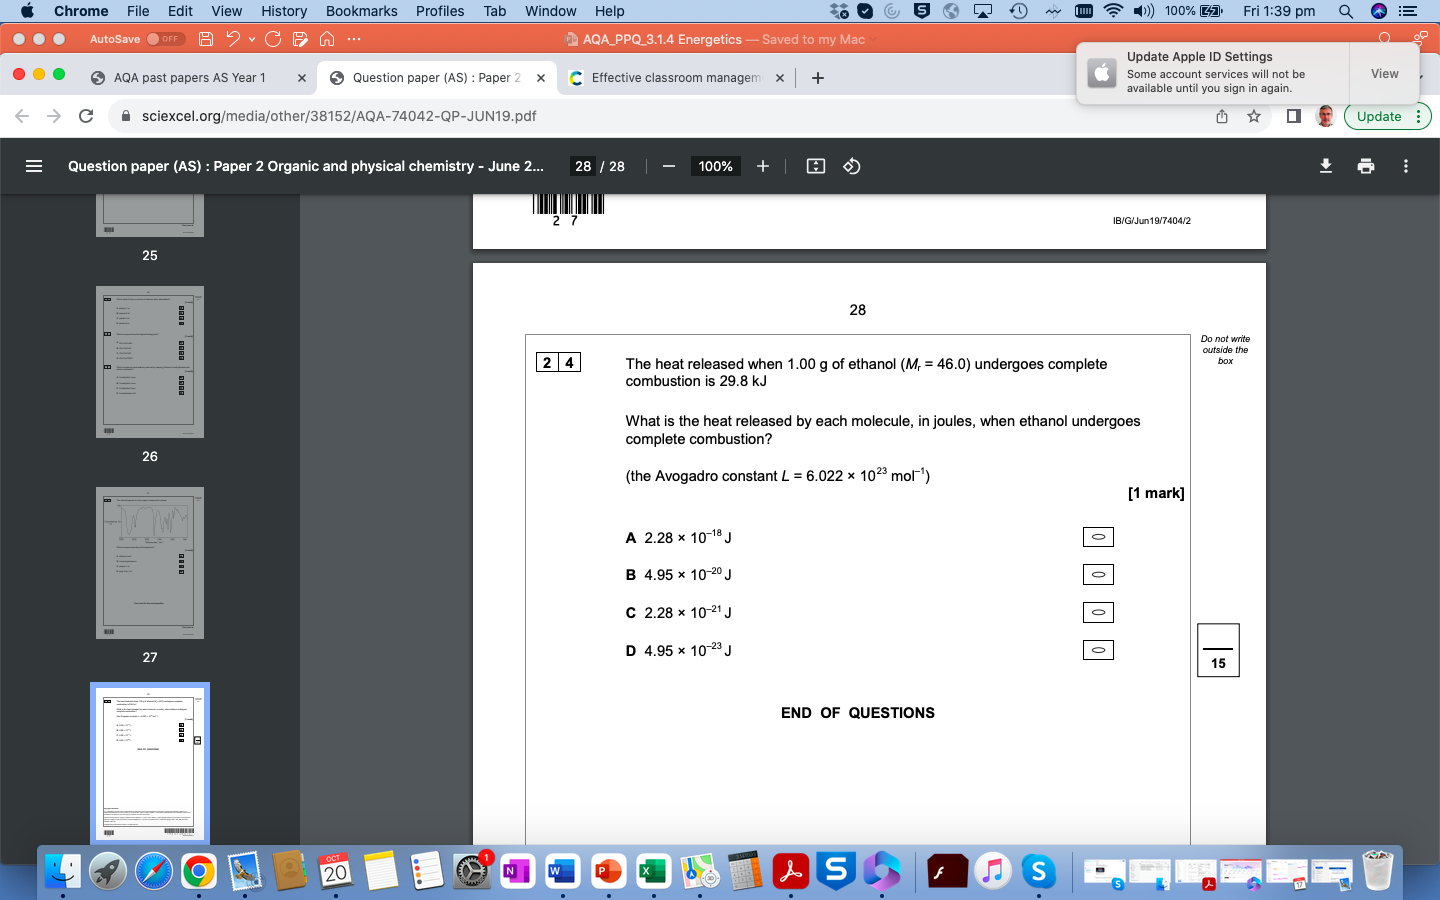 Chrome File Edit View History Bookmarks Profiles Tab Window Help 100% Fri 1:39 pm
AutoSave OFF AQA_PPQ_3.1.4 Energetics — Saved to my Mac
AQA past papers AS Year 1 Question paper (AS) : Paper 2 Effective classroom managem
Update Apple ID Settings
Some account services will not be
available until you sign in again.
View
sciexcel.org/media/other/38152/AQA-74042-QP-JUN19.pdf Update
Question paper (AS) : Paper 2 Organic and physical chemistry - June 2... 28 / 28 100%
25
26
27
2 7
IB/G/Jun19/7404/2
28
Do not write
outside the
box
2 4 The heat released when 1.00 g of ethanol (Mᵣ = 46.0) undergoes complete
combustion is 29.8 kJ
What is the heat released by each molecule, in joules, when ethanol undergoes
complete combustion?
(the Avogadro constant L = 6.022 × 10²³ mol⁻¹)
[1 mark]
A 2.28 × 10⁻¹⁸ J
B 4.95 × 10⁻²⁰ J
C 2.28 × 10⁻²¹ J
D 4.95 × 10⁻²³ J
15
END OF QUESTIONS
OCT
20
1